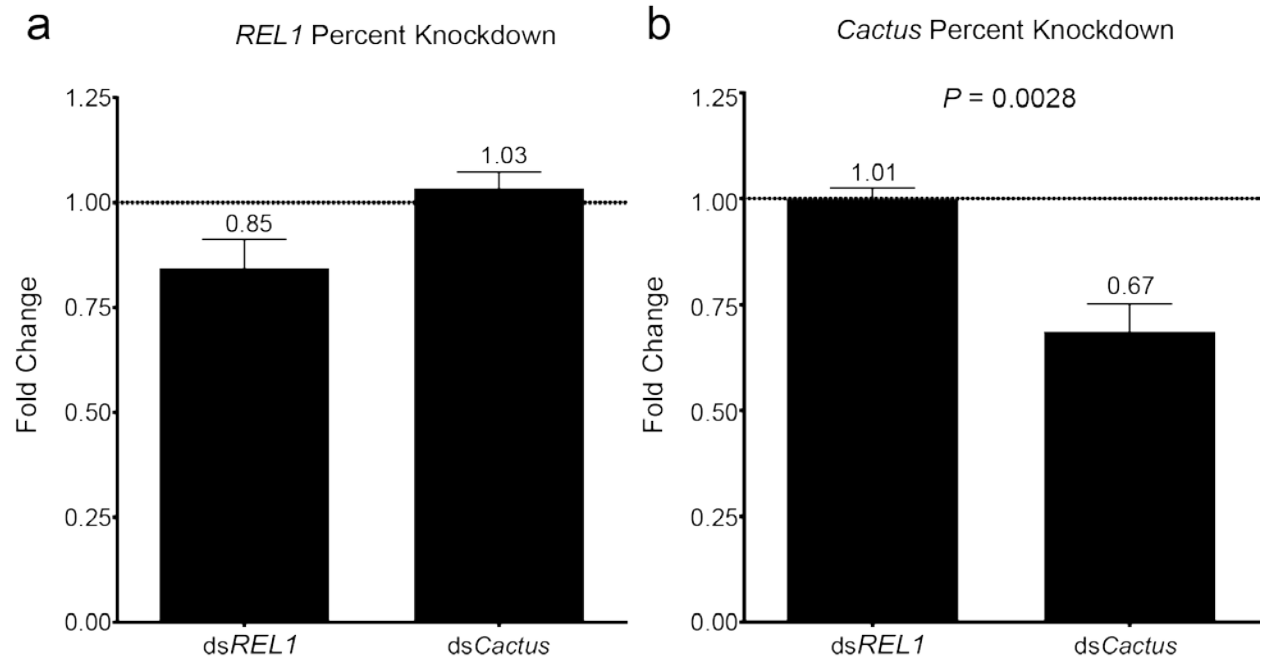 a
REL1 Percent Knockdown
Fold Change
1.25
1.00
0.75
0.50
0.25
0.00
0.85
1.03
dsREL1
dsCactus
b
Cactus Percent Knockdown
P = 0.0028
Fold Change
1.25
1.00
0.75
0.50
0.25
0.00
1.01
0.67
dsREL1
dsCactus